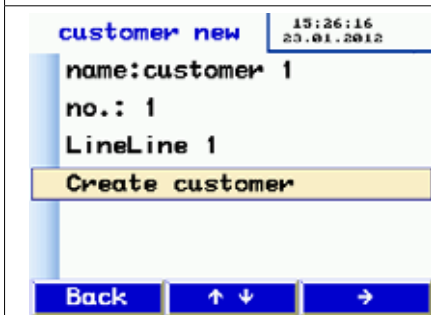 customer new
15:26:16
23.01.2012
name:customer 1
no.: 1
LineLine 1
Create customer
Back ↑ ↓ →